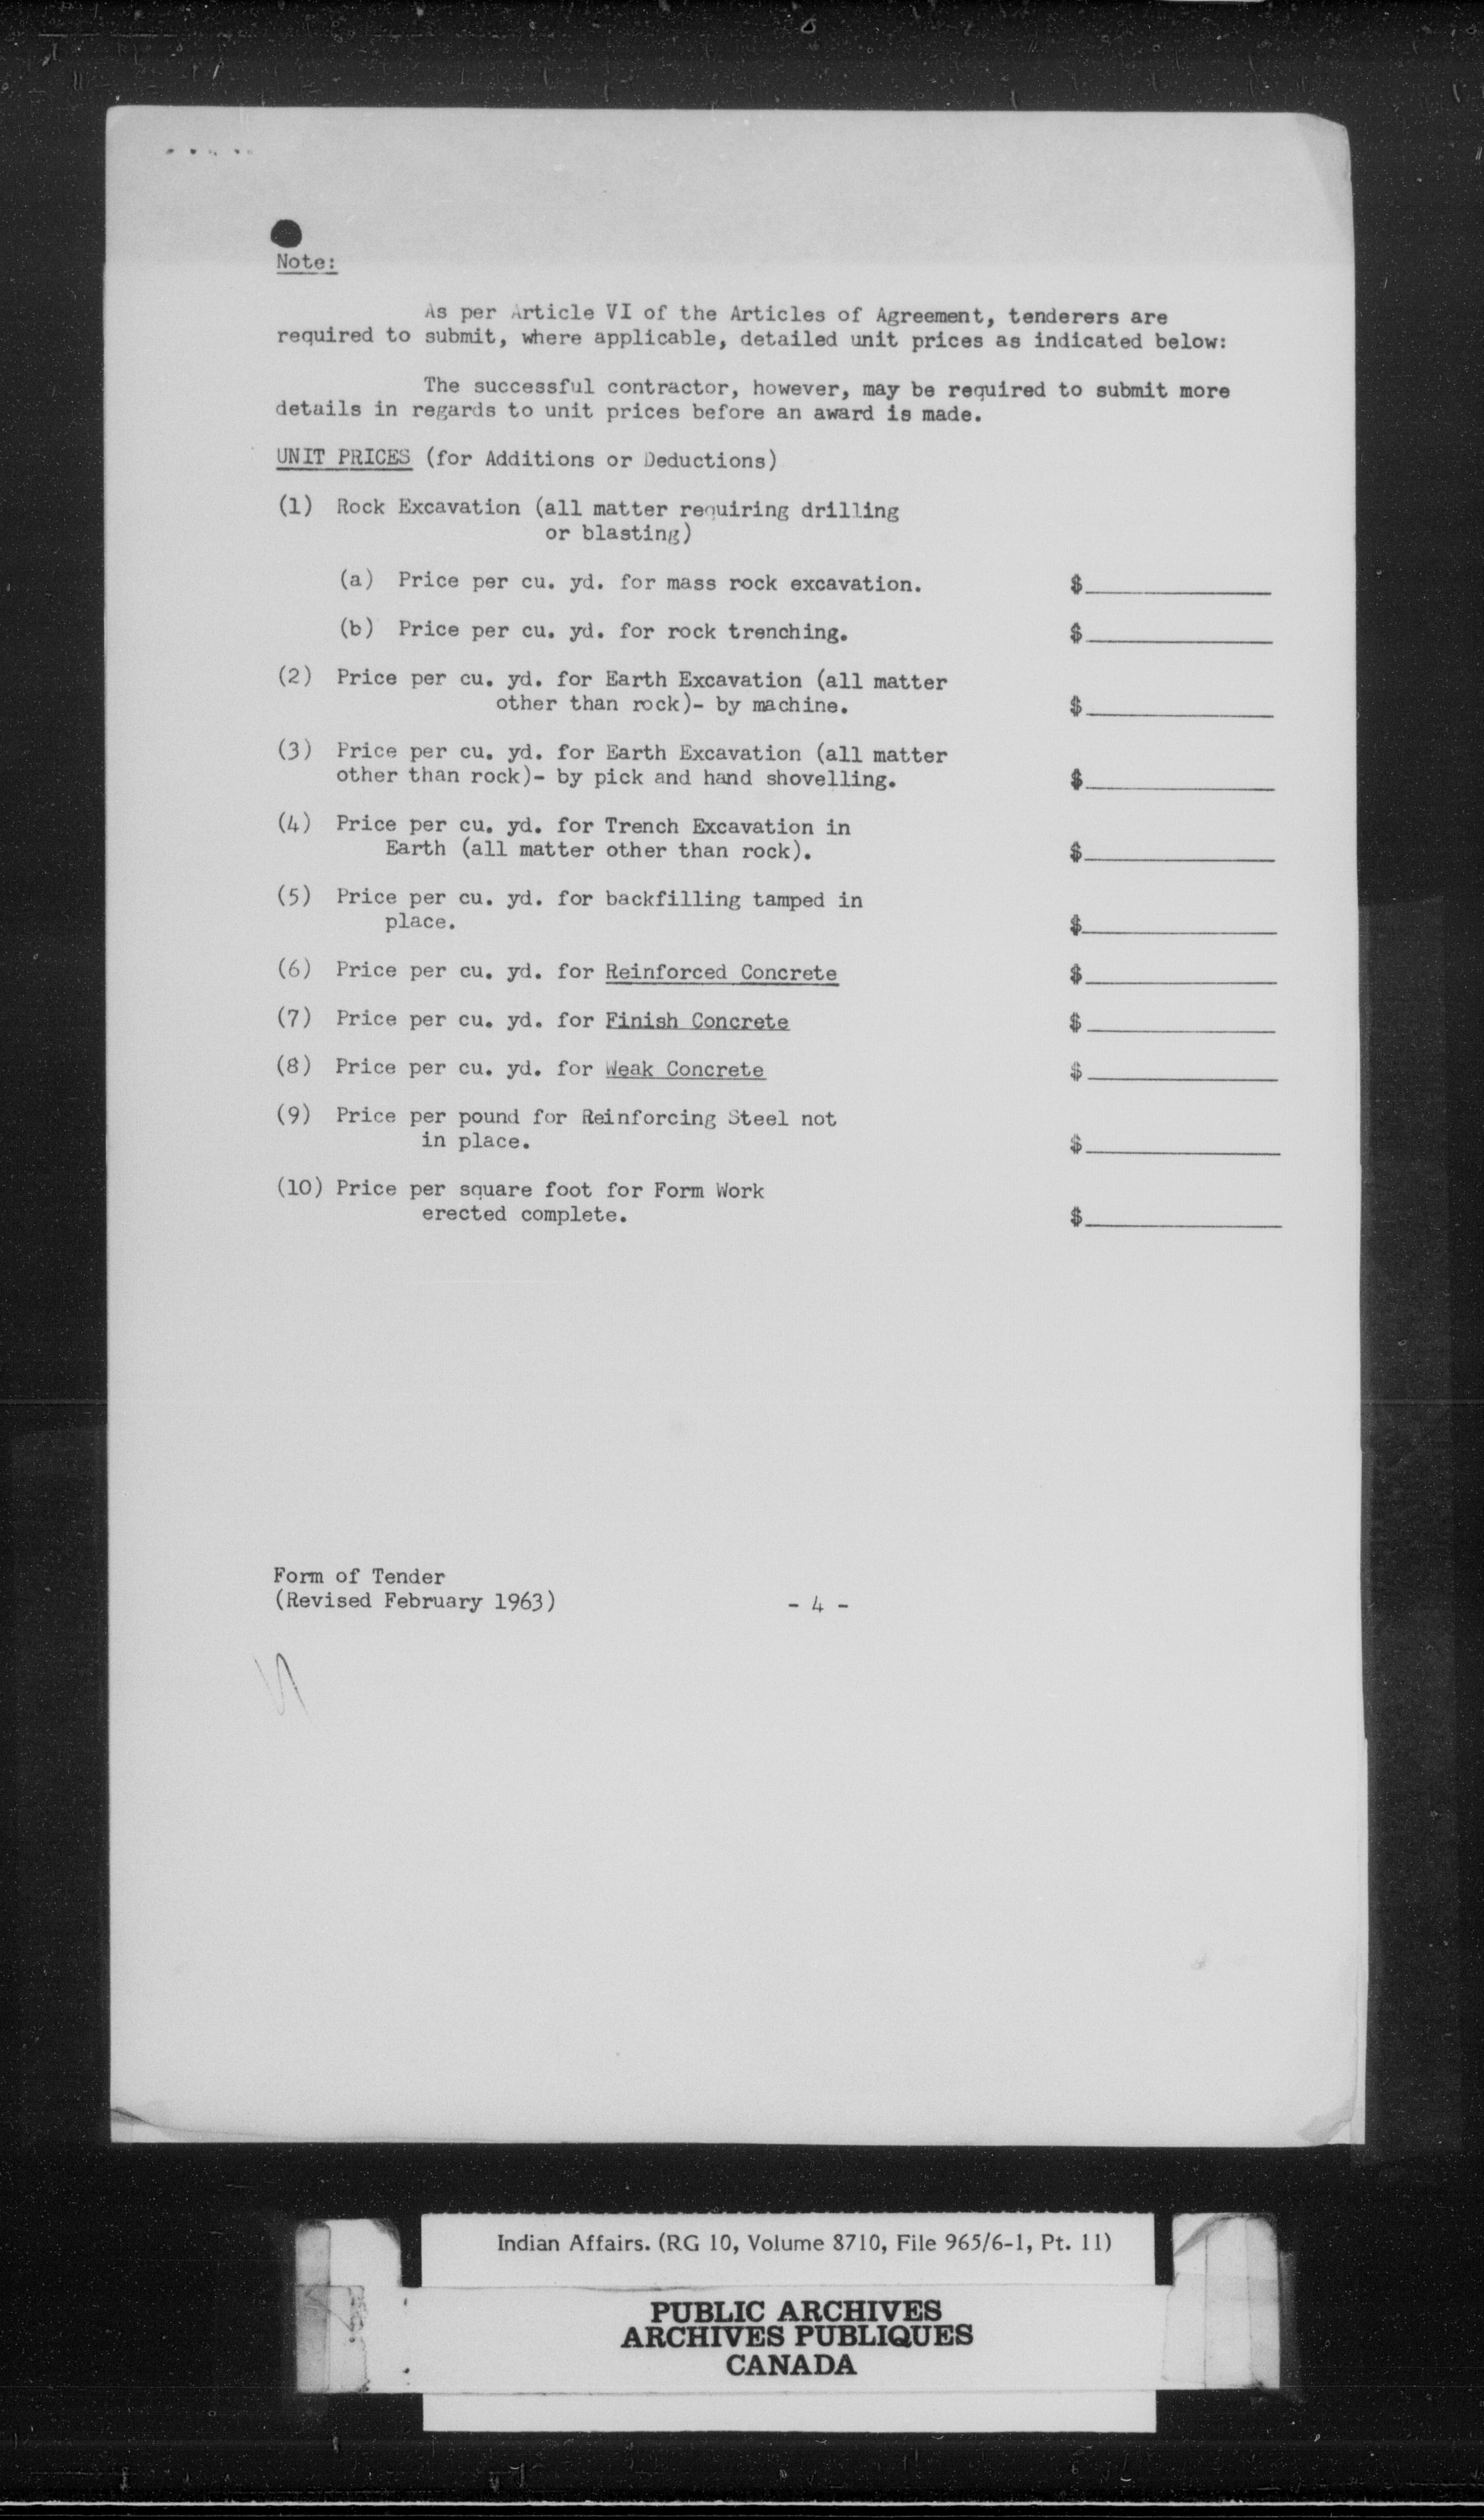 Note:
As per Article VI of the Articles of Agreement, tenderers are
required to submit, where applicable, detailed unit prices as indicated below:
The successful contractor, however, may be required to submit more
details in regards to unit prices before an award is made.
UNIT PRICES (for Additions or Deductions)
(1) Rock Excavation (all matter requiring drilling
or blasting)
(a) Price per cu. yd. for mass rock excavation. $
(b) Price per cu. yd. for rock trenching. $
(2) Price per cu. yd. for Earth Excavation (all matter
other than rock)- by machine. $
(3) Price per cu. yd. for Earth Excavation (all matter
other than rock)- by pick and hand shovelling. $
(4) Price per cu. yd. for Trench Excavation in
Earth (all matter other than rock). $
(5) Price per cu. yd. for backfilling tamped in
place. $
(6) Price per cu. yd. for Reinforced Concrete $
(7) Price per cu. yd. for Finish Concrete $
(8) Price per cu. yd. for Weak Concrete $
(9) Price per pound for Reinforcing Steel not
in place. $
(10) Price per square foot for Form Work
erected complete. $
Form of Tender
(Revised February 1963) - 4 -
Indian Affairs. (RG 10, Volume 8710, File 965/6-1, Pt. 11)
PUBLIC ARCHIVES
ARCHIVES PUBLIQUES
CANADA